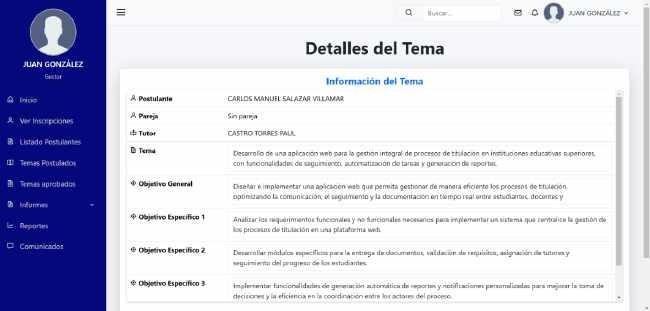 Buscar...
JUAN GONZÁLEZ
JUAN GONZÁLEZ
Gestor
Inicio
Ver Inscripciones
Listado Postulantes
Temas Postulados
Temas aprobados
Informes
Reportes
Comunicados
Detalles del Tema
Información del Tema
Postulante CARLOS MANUEL SALAZAR VILLAMAR
Pareja Sin pareja
Tutor CASTRO TORRES PAUL
Tema Desarrollo de una aplicación web para la gestión integral de procesos de titulación en instituciones educativas superiores,
con funcionalidades de seguimiento, automatización de tareas y generación de reportes.
Objetivo General Diseñar e implementar una aplicación web que permita gestionar de manera eficiente los procesos de titulación
optimizando la comunicación, el seguimiento y la documentación en tiempo real entre estudiantes, docentes y
Objetivo Específico 1 Analizar los requerimientos funcionales y no funcionales necesarios para implementar un sistema que centralice la gestión de
los procesos de titulación en una plataforma web.
Objetivo Específico 2 Desarrollar módulos específicos para la entrega de documentos, validación de requisitos, asignación de tutores y
seguimiento del progreso de los estudiantes.
Objetivo Específico 3 Implementar funcionalidades de generación automática de reportes y notificaciones personalizadas para mejorar la toma de
decisiones y la eficiencia en la coordinación entre los actores del proceso.